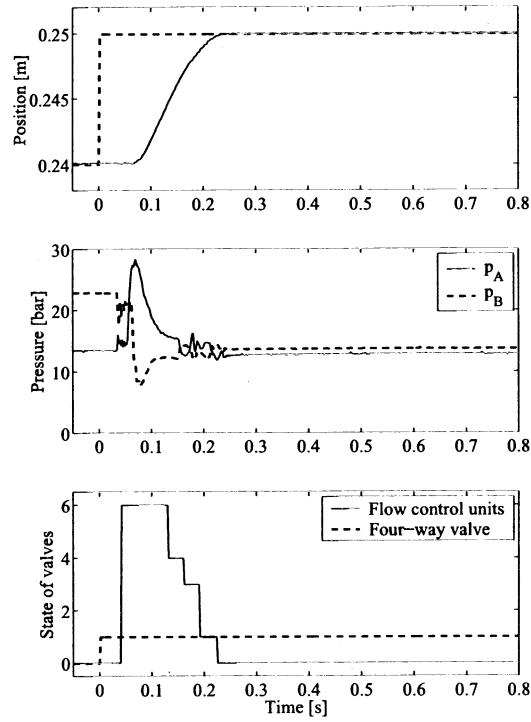 0.25
0.245
0.24
Position [m]
0 0.1 0.2 0.3 0.4 0.5 0.6 0.7 0.8
30
20
10
0
Pressure [bar]
p_A
p_B
0 0.1 0.2 0.3 0.4 0.5 0.6 0.7 0.8
6
4
2
0
State of valves
Flow control units
Four-way valve
0 0.1 0.2 0.3 0.4 0.5 0.6 0.7 0.8
Time [s]